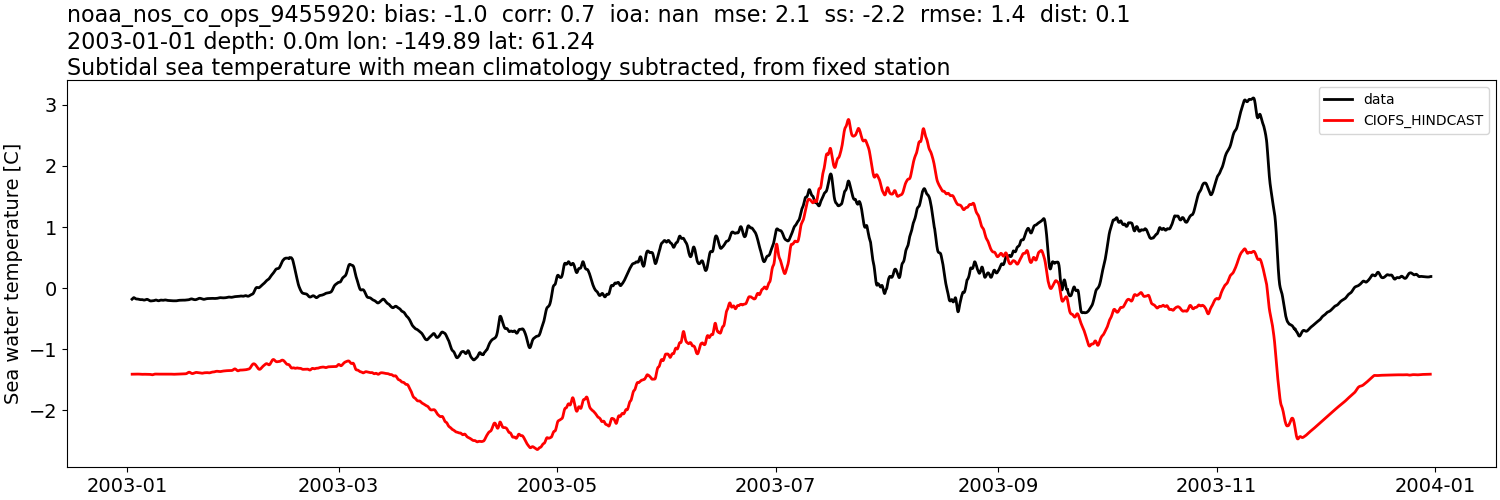 noaa_nos_co_ops_9455920: bias: -1.0  corr: 0.7  ioa: nan  mse: 2.1  ss: -2.2  rmse: 1.4  dist: 0.1
2003-01-01 depth: 0.0m lon: -149.89 lat: 61.24
Subtidal sea temperature with mean climatology subtracted, from fixed station
data
CIOFS_HINDCAST
Sea water temperature [C]
3
2
1
0
−1
−2
2003-01
2003-03
2003-05
2003-07
2003-09
2003-11
2004-01